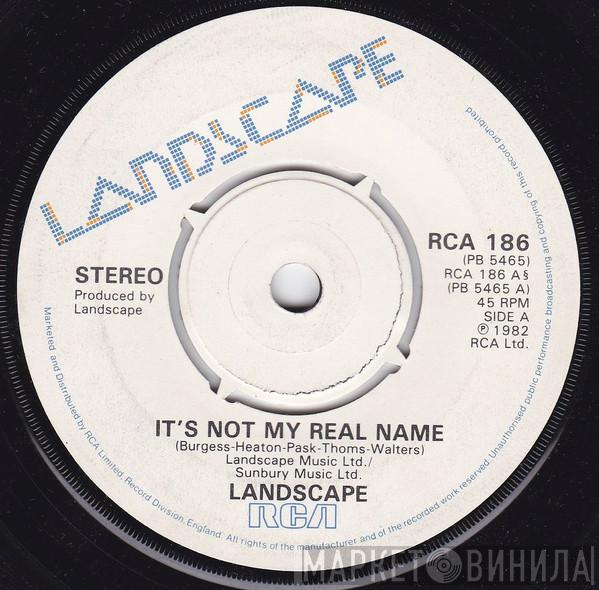 LANDSCAPE
STEREO
Produced by
Landscape
RCA 186
(PB 5465)
RCA 186 A§
(PB 5465 A)
45 RPM
SIDE A
℗ 1982
RCA Ltd.
IT'S NOT MY REAL NAME
(Burgess-Heaton-Pask-Thoms-Walters)
Landscape Music Ltd./
Sunbury Music Ltd.
LANDSCAPE
RCA
Marketed and Distributed by RCA Limited, Record Division, England. All rights of the manufacturer and of the recorded work reserved. Unauthorised public performance broadcasting and copying of this record prohibited
МАРКЕТ ВИНИЛА